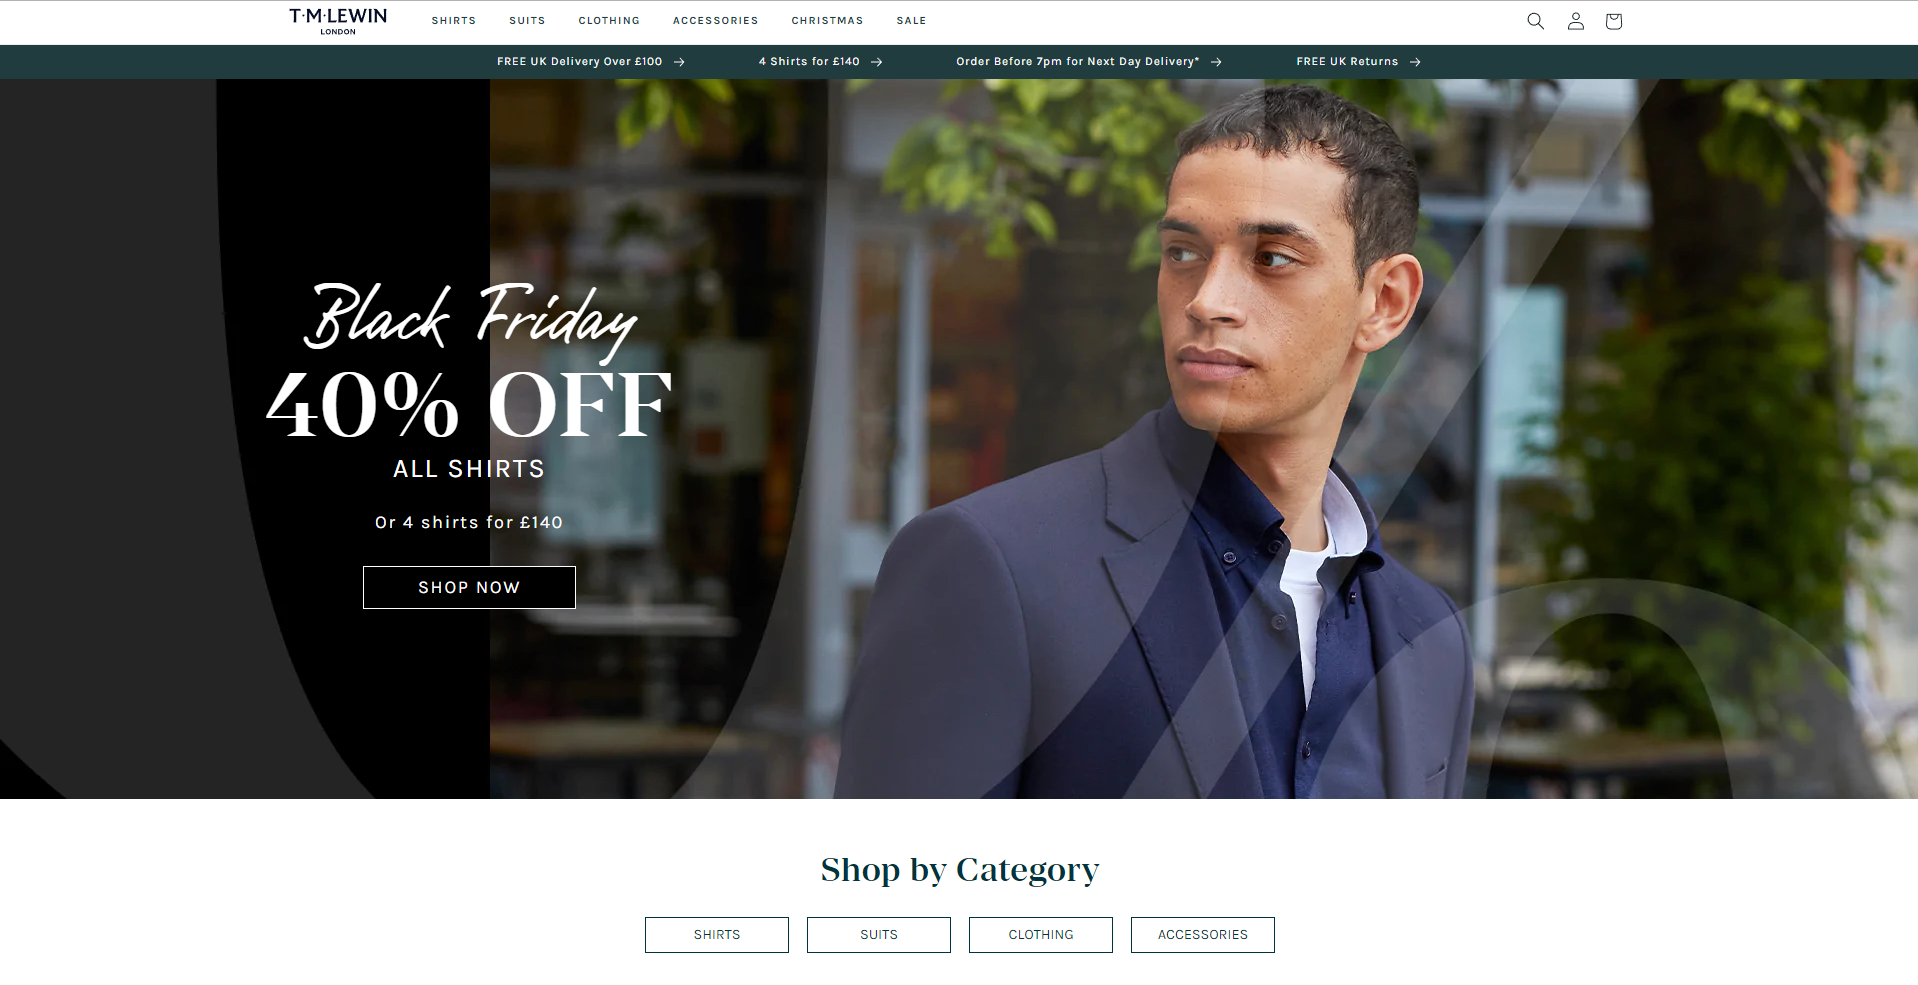 T·M·LEWIN
LONDON
SHIRTS SUITS CLOTHING ACCESSORIES CHRISTMAS SALE
FREE UK Delivery Over £100 → 4 Shirts for £140 → Order Before 7pm for Next Day Delivery* → FREE UK Returns →
Black Friday
40% OFF
ALL SHIRTS
Or 4 shirts for £140
SHOP NOW
Shop by Category
SHIRTS SUITS CLOTHING ACCESSORIES